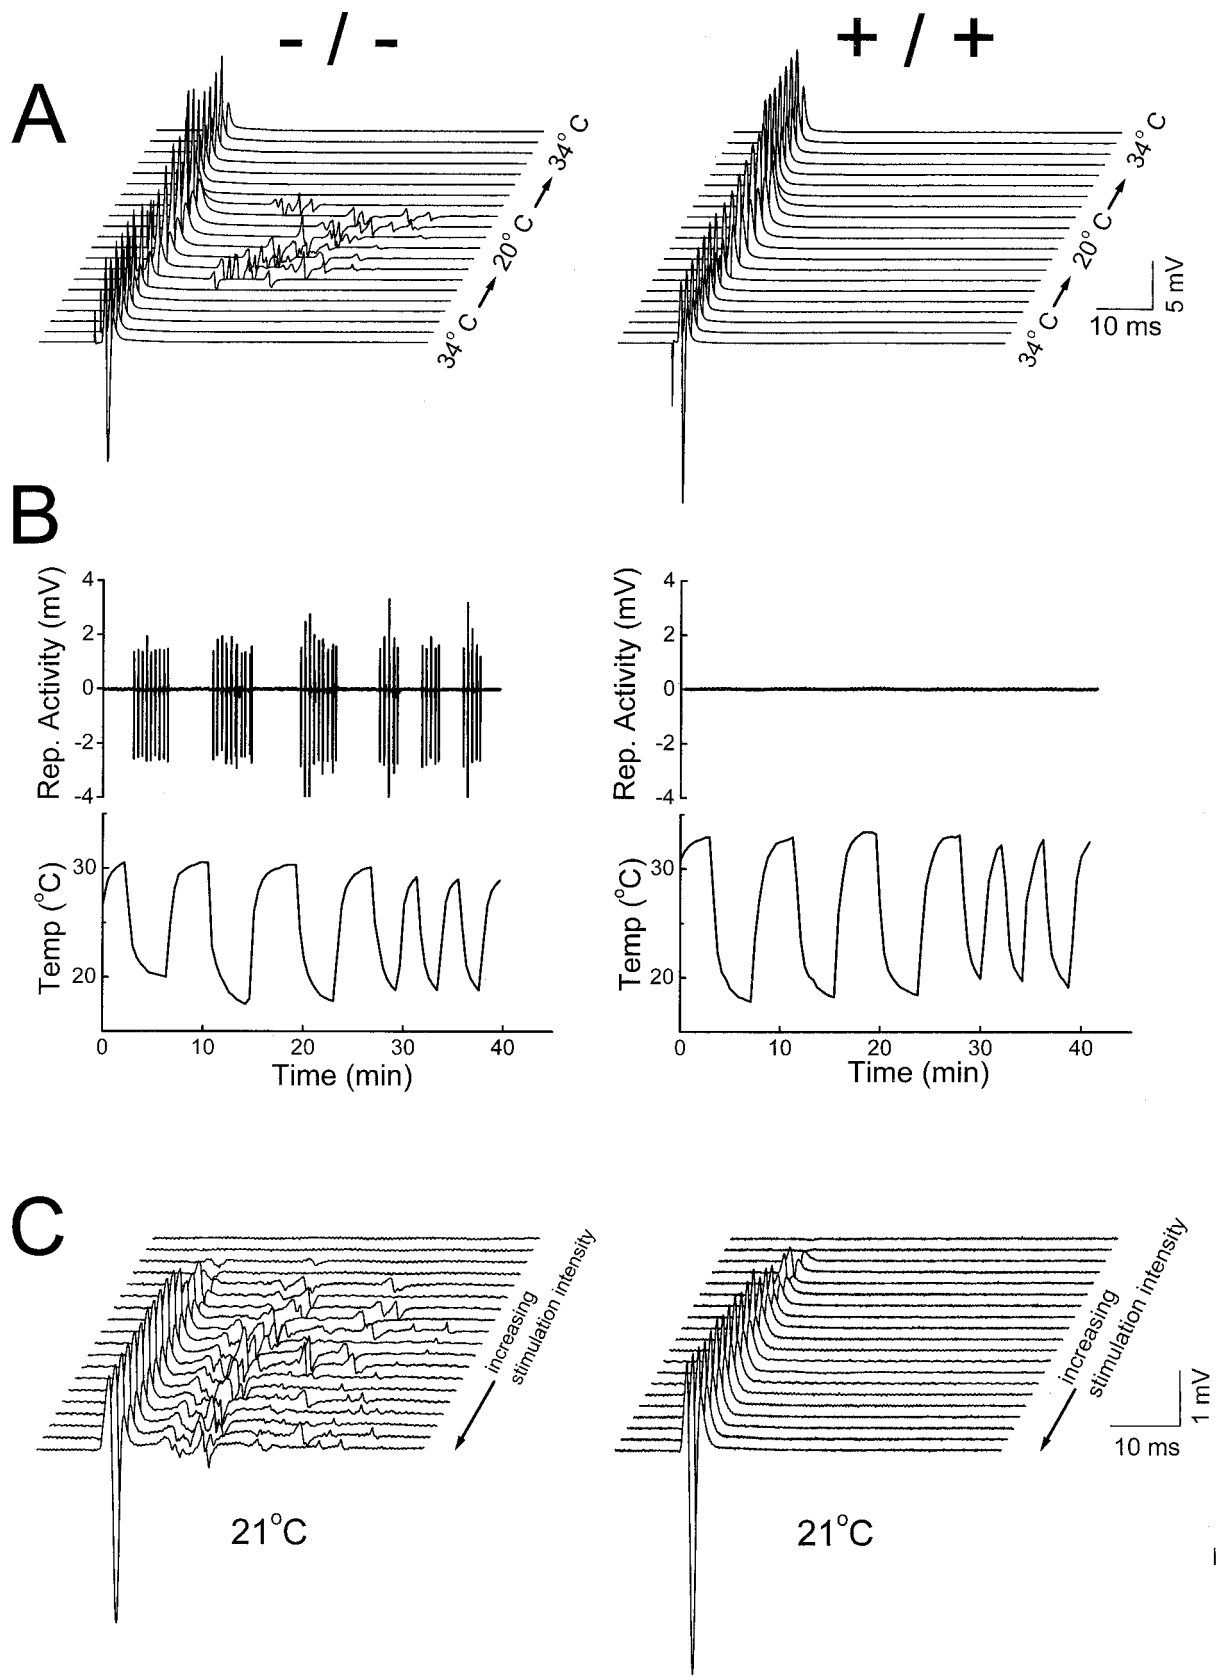 - / -
+ / +
A
34° C
20° C
34° C
34° C
20° C
34° C
5 mV
10 ms
B
Rep. Activity (mV)
4
2
0
-2
-4
Rep. Activity (mV)
4
2
0
-2
-4
Temp (°C)
30
20
0
10
20
30
40
Time (min)
Temp (°C)
30
20
0
10
20
30
40
Time (min)
C
increasing
stimulation intensity
increasing
stimulation intensity
1 mV
10 ms
21°C
21°C